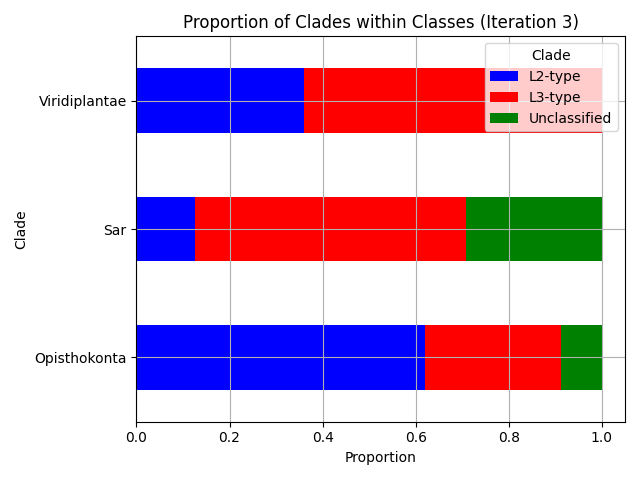 Proportion of Clades within Classes (Iteration 3)
Clade
L2-type
L3-type
Unclassified
Viridiplantae
Sar
Opisthokonta
Clade
0.0 0.2 0.4 0.6 0.8 1.0
Proportion